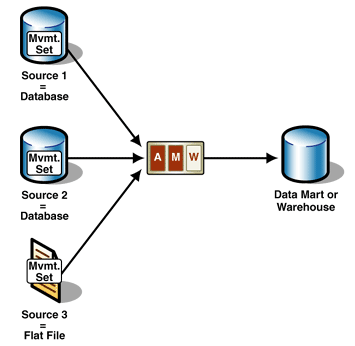 Mvmt.
Set
Source 1
=
Database
Mvmt.
Set
Source 2
=
Database
A M W
Data Mart or
Warehouse
Mvmt.
Set
Source 3
=
Flat File